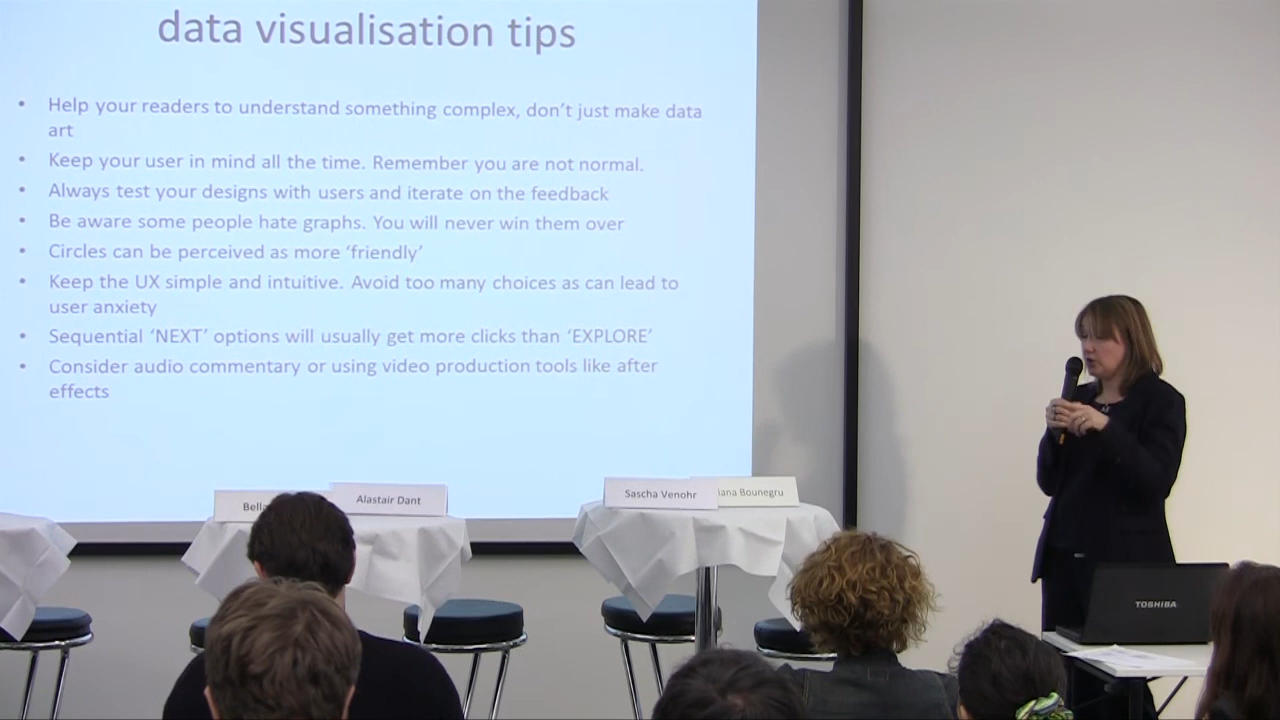 data visualisation tips
• Help your readers to understand something complex, don't just make data
art
• Keep your user in mind all the time. Remember you are not normal.
• Always test your designs with users and iterate on the feedback
• Be aware some people hate graphs. You will never win them over
• Circles can be perceived as more 'friendly'
• Keep the UX simple and intuitive. Avoid too many choices as can lead to
user anxiety
• Sequential 'NEXT' options will usually get more clicks than 'EXPLORE'
• Consider audio commentary or using video production tools like after
effects
Alastair Dant
Sascha Venohr
Bounegru
TOSHIBA